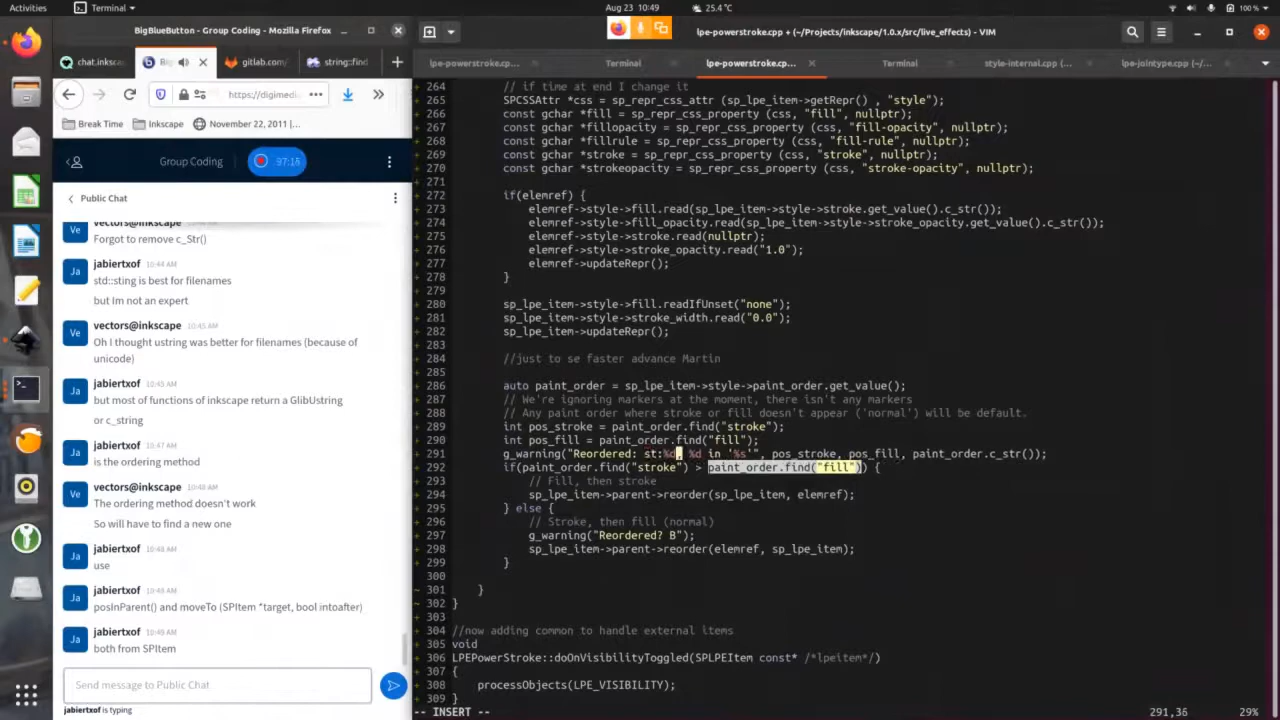 Activities
Terminal
Aug 23 10:49
25.4°C
100 %
BigBlueButton - Group Coding - Mozilla Firefox
lpe-powerstroke.cpp + (~/Projects/inkscape/1.0.x/src/live_effects) - VIM
chat.inksca
Big
gitlab.com/
string::find
lpe-powerstroke.cp…
Terminal
lpe-powerstroke.cp…
Terminal
style-internal.cpp (…
lpe-jointype.cpp (~/…
https://digimedi
Break Time
Inkscape
November 22, 2011 |…
Group Coding
97:15
Public Chat
vectors@inkscape
Forgot to remove c_Str()
jabiertxof 10:44 AM
std::sting is best for filenames
but Im not an expert
vectors@inkscape 10:45 AM
Oh I thought ustring was better for filenames (because of
unicode)
jabiertxof 10:45 AM
but most of functions of inkscape return a GlibUstring
or c_string
jabiertxof 10:47 AM
is the ordering method
vectors@inkscape 10:48 AM
The ordering method doesn't work
So will have to find a new one
jabiertxof 10:48 AM
use
jabiertxof 10:48 AM
posInParent() and moveTo (SPItem *target, bool intoafter)
jabiertxof 10:49 AM
both from SPItem
Send message to Public Chat
jabiertxof is typing
+ 264 // if time at end I change it
+ 265 SPCSSAttr *css = sp_repr_css_attr (sp_lpe_item->getRepr() , "style");
+ 266 const gchar *fill = sp_repr_css_property (css, "fill", nullptr);
+ 267 const gchar *fillopacity = sp_repr_css_property (css, "fill-opacity", nullptr);
+ 268 const gchar *fillrule = sp_repr_css_property (css, "fill-rule", nullptr);
+ 269 const gchar *stroke = sp_repr_css_property (css, "stroke", nullptr);
+ 270 const gchar *strokeopacity = sp_repr_css_property (css, "stroke-opacity", nullptr);
+ 271
+ 272 if(elemref) {
+ 273 elemref->style->fill.read(sp_lpe_item->style->stroke.get_value().c_str());
+ 274 elemref->style->fill_opacity.read(sp_lpe_item->style->stroke_opacity.get_value().c_str());
+ 275 elemref->style->stroke.read(nullptr);
+ 276 elemref->style->stroke_opacity.read("1.0");
+ 277 elemref->updateRepr();
+ 278 }
+ 279
+ 280 sp_lpe_item->style->fill.readIfUnset("none");
+ 281 sp_lpe_item->style->stroke_width.read("0.0");
+ 282 sp_lpe_item->updateRepr();
+ 283
+ 284 //just to se faster advance Martin
+ 285
+ 286 auto paint_order = sp_lpe_item->style->paint_order.get_value();
+ 287 // We're ignoring markers at the moment, there isn't any markers
+ 288 // Any paint order where stroke or fill doesn't appear ('normal') will be default.
+ 289 int pos_stroke = paint_order.find("stroke");
+ 290 int pos_fill = paint_order.find("fill");
+ 291 g_warning("Reordered: st:%d, %d in '%s'", pos_stroke, pos_fill, paint_order.c_str());
+ 292 if(paint_order.find("stroke") > paint_order.find("fill")) {
+ 293 // Fill, then stroke
+ 294 sp_lpe_item->parent->reorder(sp_lpe_item, elemref);
+ 295 } else {
+ 296 // Stroke, then fill (normal)
+ 297 g_warning("Reordered? B");
+ 298 sp_lpe_item->parent->reorder(elemref, sp_lpe_item);
+ 299 }
300
~ 301 }
~ 302 }
+ 303
+ 304 //now adding common to handle external items
+ 305 void
+ 306 LPEPowerStroke::doOnVisibilityToggled(SPLPEItem const* /*lpeitem*/)
+ 307 {
+ 308 processObjects(LPE_VISIBILITY);
+ 309 }
-- INSERT --
291,36
29%